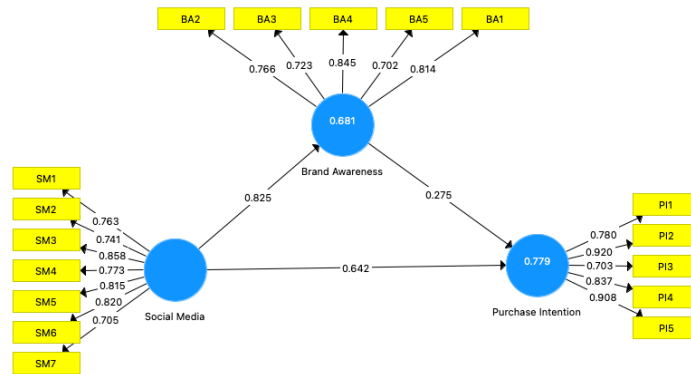 BA2 BA3 BA4 BA5 BA1
0.766 0.723 0.845 0.702 0.814
0.681
Brand Awareness
SM1
SM2
SM3
SM4
SM5
SM6
SM7
0.763
0.741
0.858
0.773
0.815
0.820
0.705
Social Media
0.825
0.275
0.642
0.779
Purchase Intention
0.780
0.920
0.703
0.837
0.908
PI1
PI2
PI3
PI4
PI5